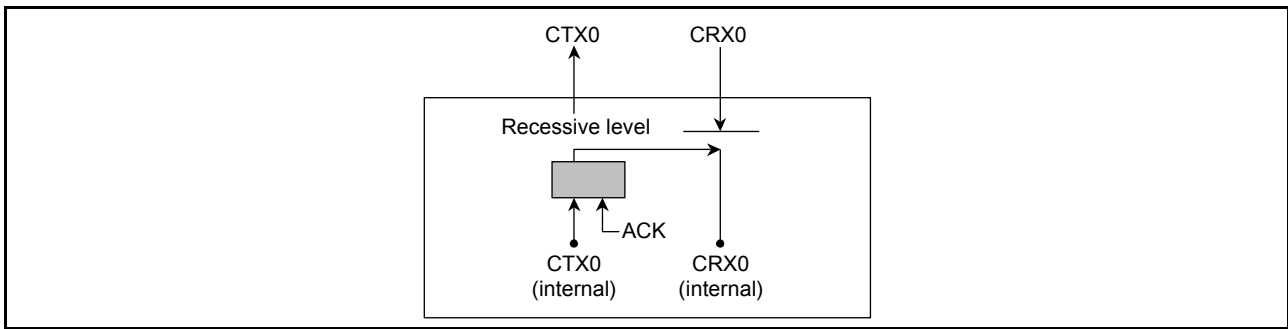 CTX0 CRX0
Recessive level
ACK
CTX0 CRX0
(internal) (internal)